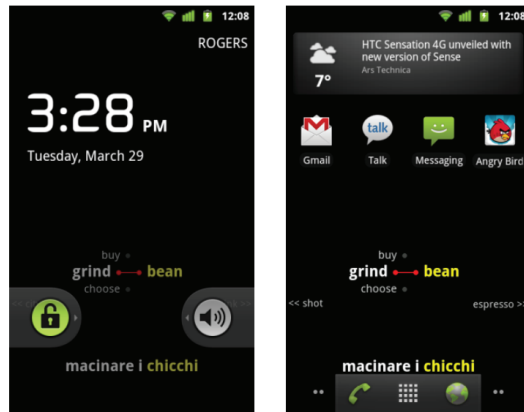 12:08
ROGERS
3:28 PM
Tuesday, March 29
buy
grind bean
choose
macinare i chicchi
12:08
HTC Sensation 4G unveiled with
new version of Sense
Ars Technica
7°
Gmail Talk Messaging Angry Bird
talk
buy
grind bean
choose
<< shot espresso >>
macinare i chicchi